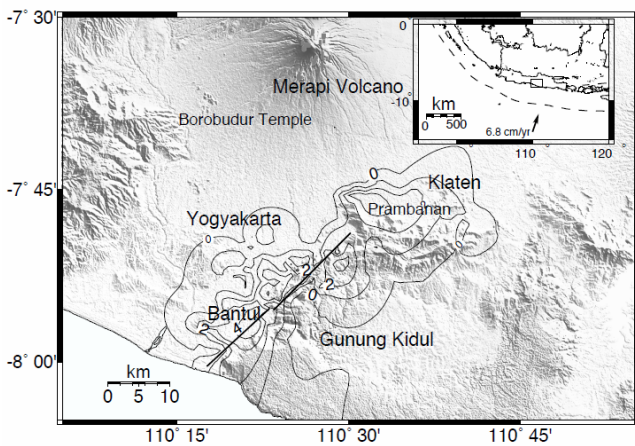 -7° 30'
-7° 45'
-8° 00'
110° 15'
110° 30'
110° 45'
Merapi Volcano
Borobudur Temple
Klaten
Prambanan
Yogyakarta
Bantul
Gunung Kidul
0
0
0
0
-2
-2
0
2
4
km
0 5 10
0
-10
km
0 500
6.8 cm/yr
110
120